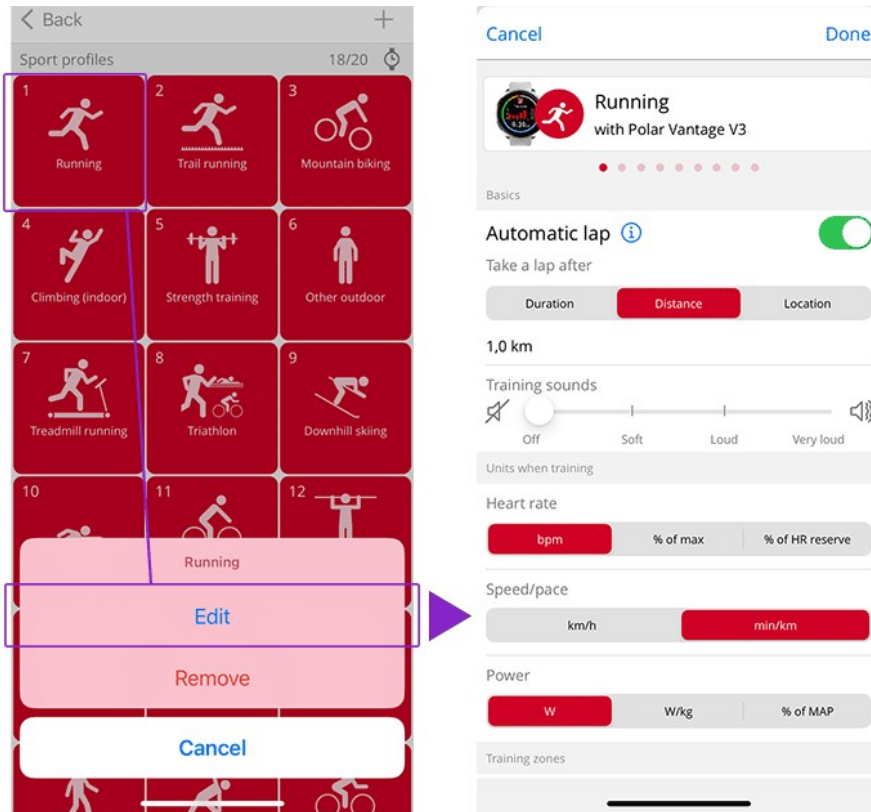 Back
Sport profiles 18/20
1 2 3
Running Trail running Mountain biking
4 5 6
Climbing (indoor) Strength training Other outdoor
7 8 9
Treadmill running Triathlon Downhill skiing
10 11 12
Running
Edit
Remove
Cancel
Cancel Done
Running
with Polar Vantage V3
Basics
Automatic lap
Take a lap after
Duration Distance Location
1,0 km
Training sounds
Off Soft Loud Very loud
Units when training
Heart rate
bpm % of max % of HR reserve
Speed/pace
km/h min/km
Power
W W/kg % of MAP
Training zones